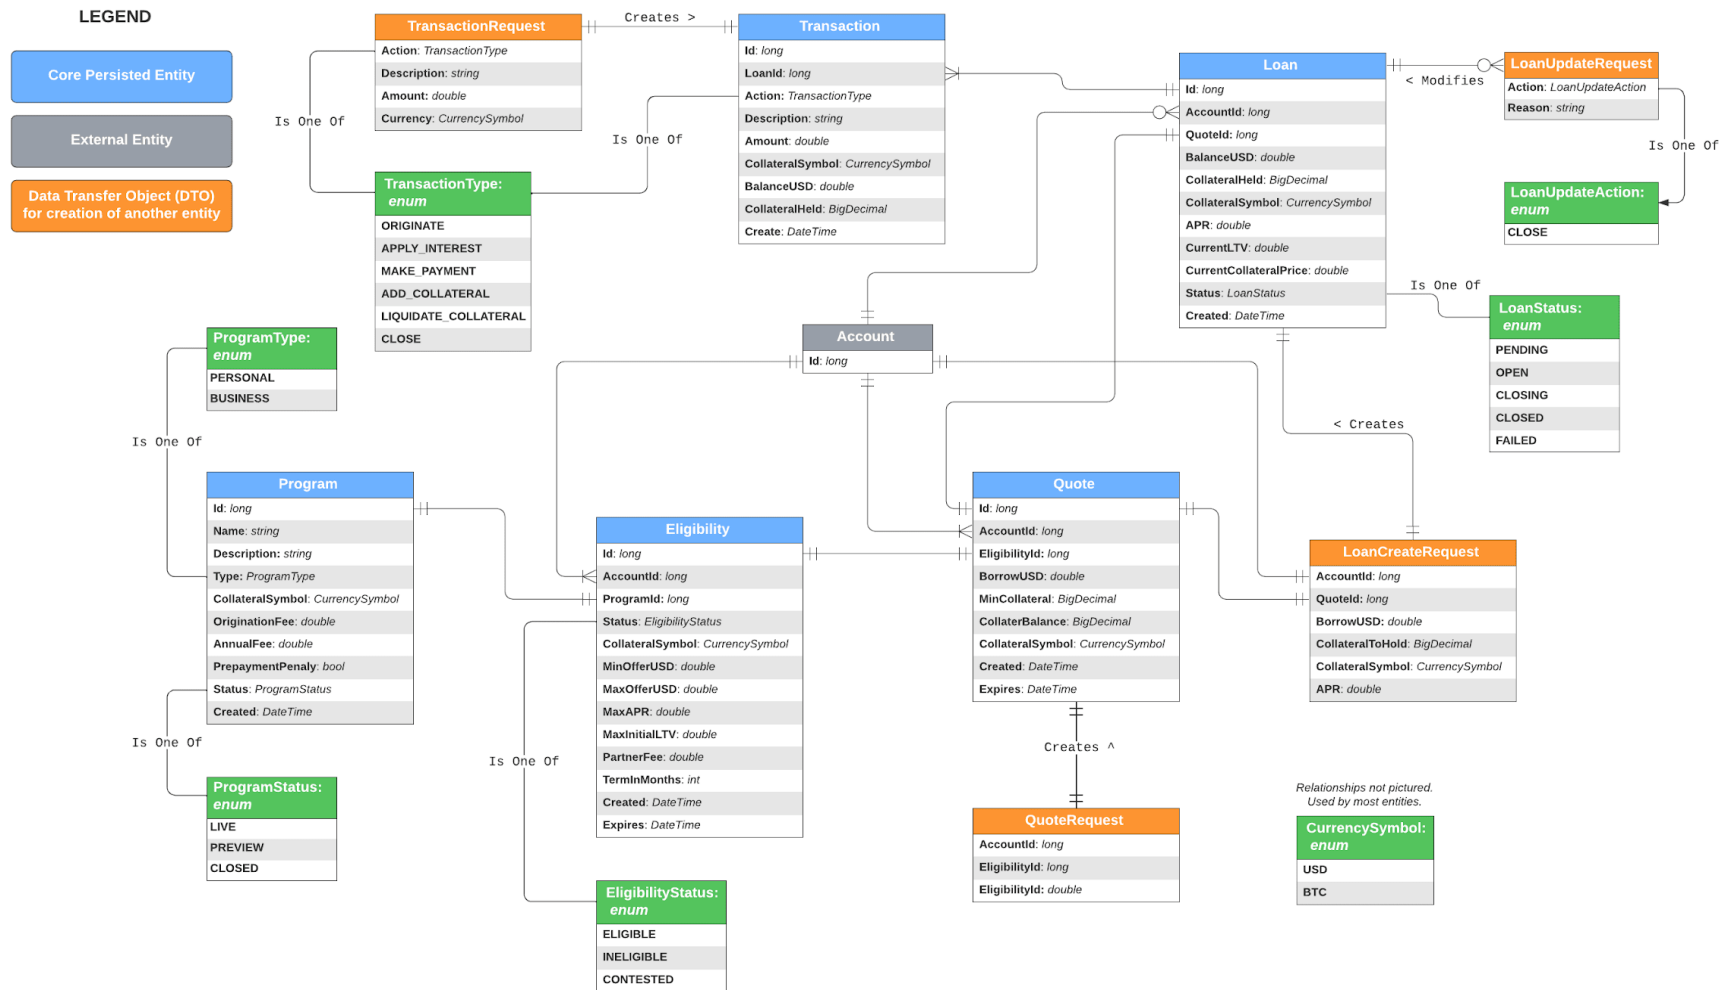 LEGEND
Core Persisted Entity
External Entity
Data Transfer Object (DTO)
for creation of another entity
TransactionRequest
Action: TransactionType
Description: string
Amount: double
Currency: CurrencySymbol
Creates >
Transaction
Id: long
LoanId: long
Action: TransactionType
Description: string
Amount: double
CollateralSymbol: CurrencySymbol
BalanceUSD: double
CollateralHeld: BigDecimal
Create: DateTime
Is One Of
Is One Of
TransactionType:
enum
ORIGINATE
APPLY_INTEREST
MAKE_PAYMENT
ADD_COLLATERAL
LIQUIDATE_COLLATERAL
CLOSE
Loan
Id: long
AccountId: long
QuoteId: long
BalanceUSD: double
CollateralHeld: BigDecimal
CollateralSymbol: CurrencySymbol
APR: double
CurrentLTV: double
CurrentCollateralPrice: double
Status: LoanStatus
Created: DateTime
< Modifies
LoanUpdateRequest
Action: LoanUpdateAction
Reason: string
Is One Of
LoanUpdateAction:
enum
CLOSE
Is One Of
LoanStatus:
enum
PENDING
OPEN
CLOSING
CLOSED
FAILED
Account
Id: long
ProgramType:
enum
PERSONAL
BUSINESS
Is One Of
Program
Id: long
Name: string
Description: string
Type: ProgramType
CollateralSymbol: CurrencySymbol
OriginationFee: double
AnnualFee: double
PrepaymentPenaly: bool
Status: ProgramStatus
Created: DateTime
Is One Of
ProgramStatus:
enum
LIVE
PREVIEW
CLOSED
Eligibility
Id: long
AccountId: long
ProgramId: long
Status: EligibilityStatus
CollateralSymbol: CurrencySymbol
MinOfferUSD: double
MaxOfferUSD: double
MaxAPR: double
MaxInitialLTV: double
PartnerFee: double
TermInMonths: int
Created: DateTime
Expires: DateTime
Is One Of
EligibilityStatus:
enum
ELIGIBLE
INELIGIBLE
CONTESTED
Quote
Id: long
AccountId: long
EligibilityId: long
BorrowUSD: double
MinCollateral: BigDecimal
CollaterBalance: BigDecimal
CollateralSymbol: CurrencySymbol
Created: DateTime
Expires: DateTime
Creates ^
QuoteRequest
AccountId: long
EligibilityId: long
EligibilityId: double
< Creates
LoanCreateRequest
AccountId: long
QuoteId: long
BorrowUSD: double
CollateralToHold: BigDecimal
CollateralSymbol: CurrencySymbol
APR: double
Relationships not pictured.
Used by most entities.
CurrencySymbol:
enum
USD
BTC